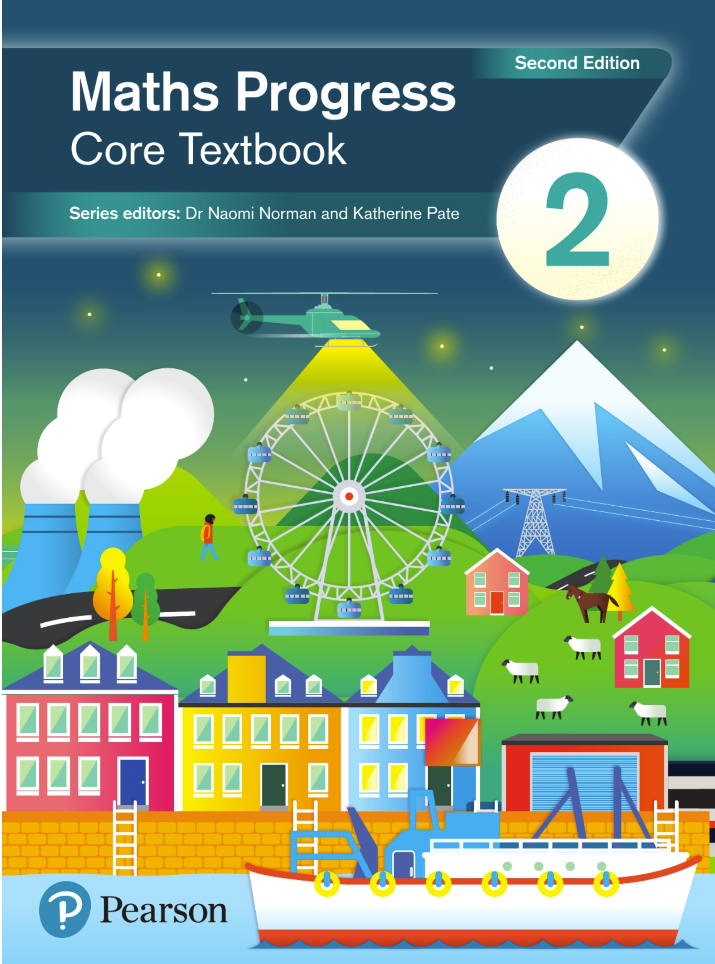 Second Edition
Maths Progress
Core Textbook
Series editors: Dr Naomi Norman and Katherine Pate
2
Pearson